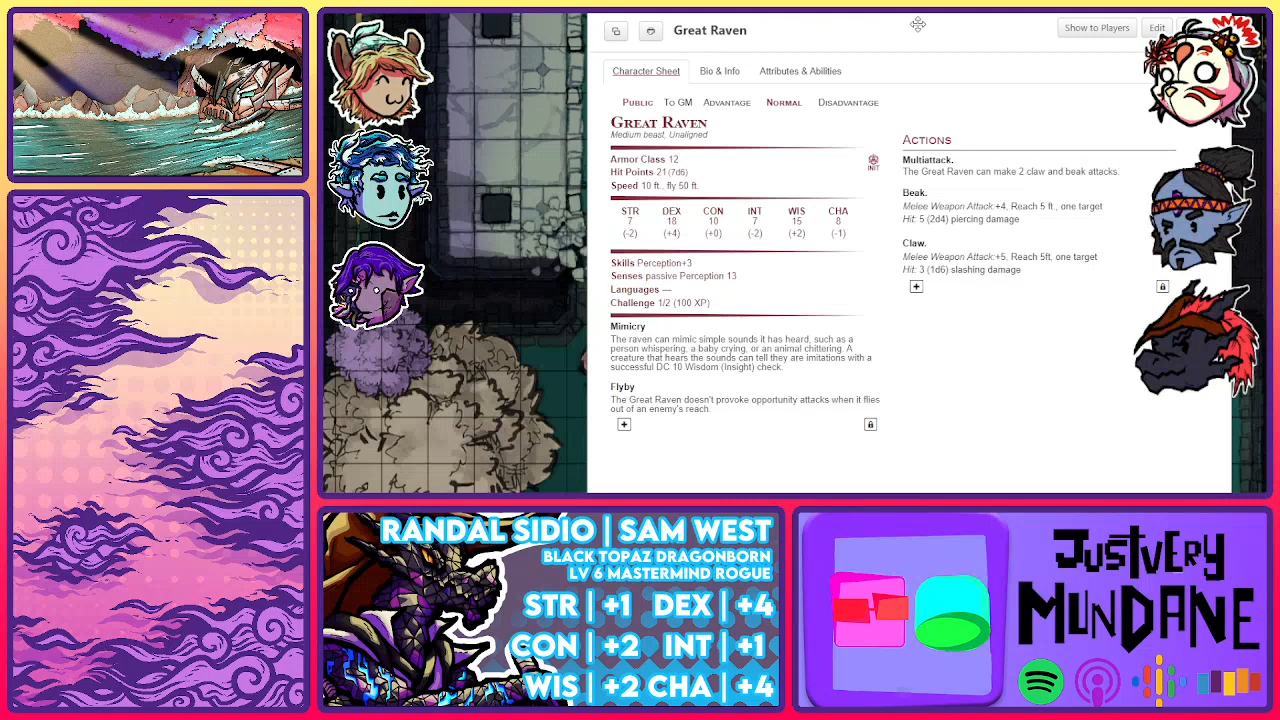 Great Raven
Show to Players
Edit
Character Sheet
Bio & Info
Attributes & Abilities
PUBLIC TO GM ADVANTAGE NORMAL DISADVANTAGE
GREAT RAVEN
Medium beast, Unaligned
Armor Class 12
Hit Points 21 (7d6)
INIT
Speed 10 ft., fly 50 ft.
STR DEX CON INT WIS CHA
7 18 10 7 15 8
(-2) (+4) (+0) (-2) (+2) (-1)
Skills Perception+3
Senses passive Perception 13
Languages —
Challenge 1/2 (100 XP)
Mimicry
The raven can mimic simple sounds it has heard, such as a
person whispering, a baby crying, or an animal chittering. A
creature that hears the sounds can tell they are imitations with a
successful DC 10 Wisdom (Insight) check.
Flyby
The Great Raven doesn't provoke opportunity attacks when it flies
out of an enemy's reach.
ACTIONS
Multiattack.
The Great Raven can make 2 claw and beak attacks.
Beak.
Melee Weapon Attack:+4, Reach 5 ft., one target
Hit: 5 (2d4) piercing damage
Claw.
Melee Weapon Attack:+5, Reach 5ft, one target
Hit: 3 (1d6) slashing damage
RANDAL SIDIO | SAM WEST
BLACK TOPAZ DRAGONBORN
LV 6 MASTERMIND ROGUE
STR | +1 DEX | +4
CON | +2 INT | +1
WIS | +2 CHA | +4
JUSTVERY
MUNDANE